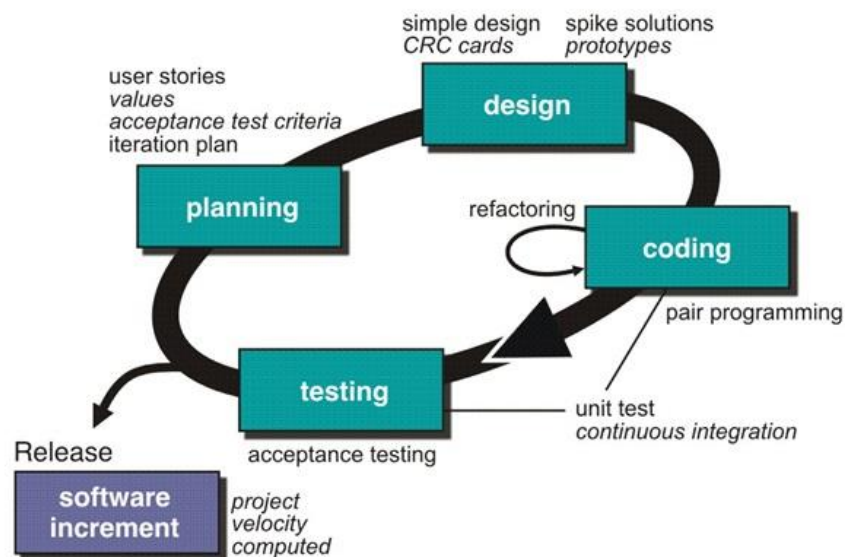 simple design
CRC cards
spike solutions
prototypes
user stories
values
acceptance test criteria
iteration plan
design
planning
refactoring
coding
pair programming
testing
unit test
continuous integration
acceptance testing
Release
software
increment
project
velocity
computed